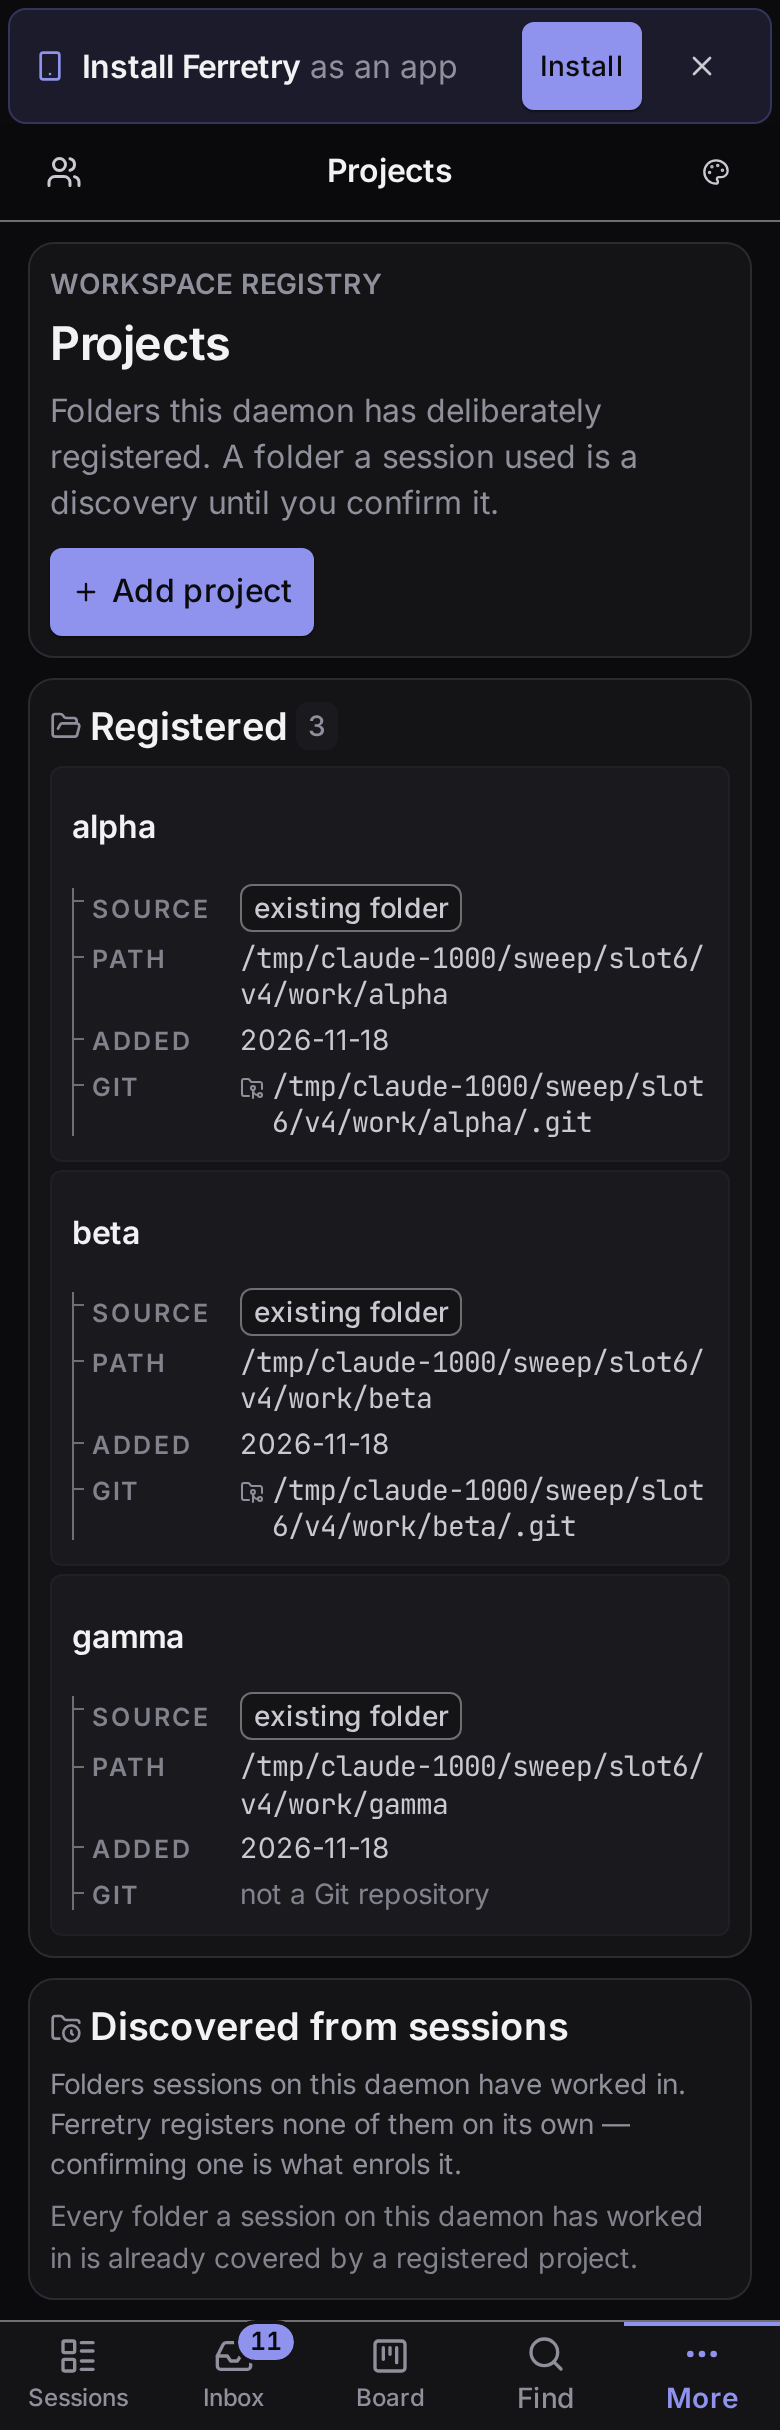 Install Ferretry as an app
Install
Projects
WORKSPACE REGISTRY
Projects
Folders this daemon has deliberately
registered. A folder a session used is a
discovery until you confirm it.
+ Add project
Registered 3
alpha
SOURCE existing folder
PATH /tmp/claude-1000/sweep/slot6/
v4/work/alpha
ADDED 2026-11-18
GIT /tmp/claude-1000/sweep/slot
6/v4/work/alpha/.git
beta
SOURCE existing folder
PATH /tmp/claude-1000/sweep/slot6/
v4/work/beta
ADDED 2026-11-18
GIT /tmp/claude-1000/sweep/slot
6/v4/work/beta/.git
gamma
SOURCE existing folder
PATH /tmp/claude-1000/sweep/slot6/
v4/work/gamma
ADDED 2026-11-18
GIT not a Git repository
Discovered from sessions
Folders sessions on this daemon have worked in.
Ferretry registers none of them on its own —
confirming one is what enrols it.
Every folder a session on this daemon has worked
in is already covered by a registered project.
11
Sessions Inbox Board Find More